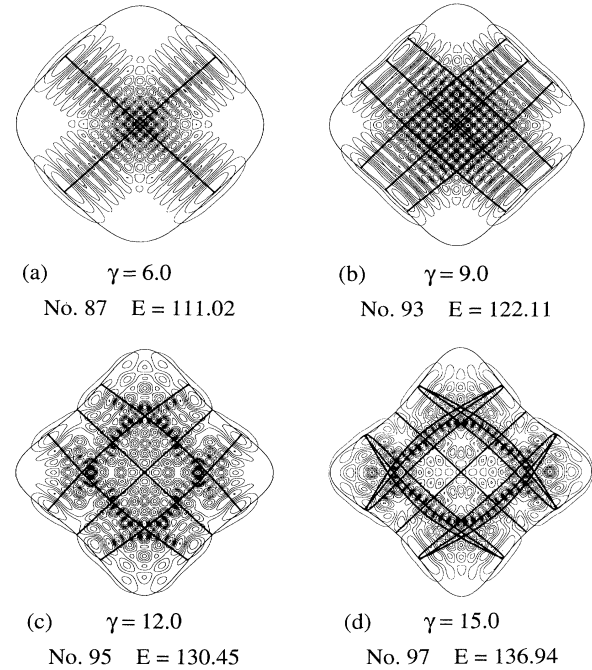 (a) γ = 6.0 (b) γ = 9.0
No. 87 E = 111.02 No. 93 E = 122.11
(c) γ = 12.0 (d) γ = 15.0
No. 95 E = 130.45 No. 97 E = 136.94